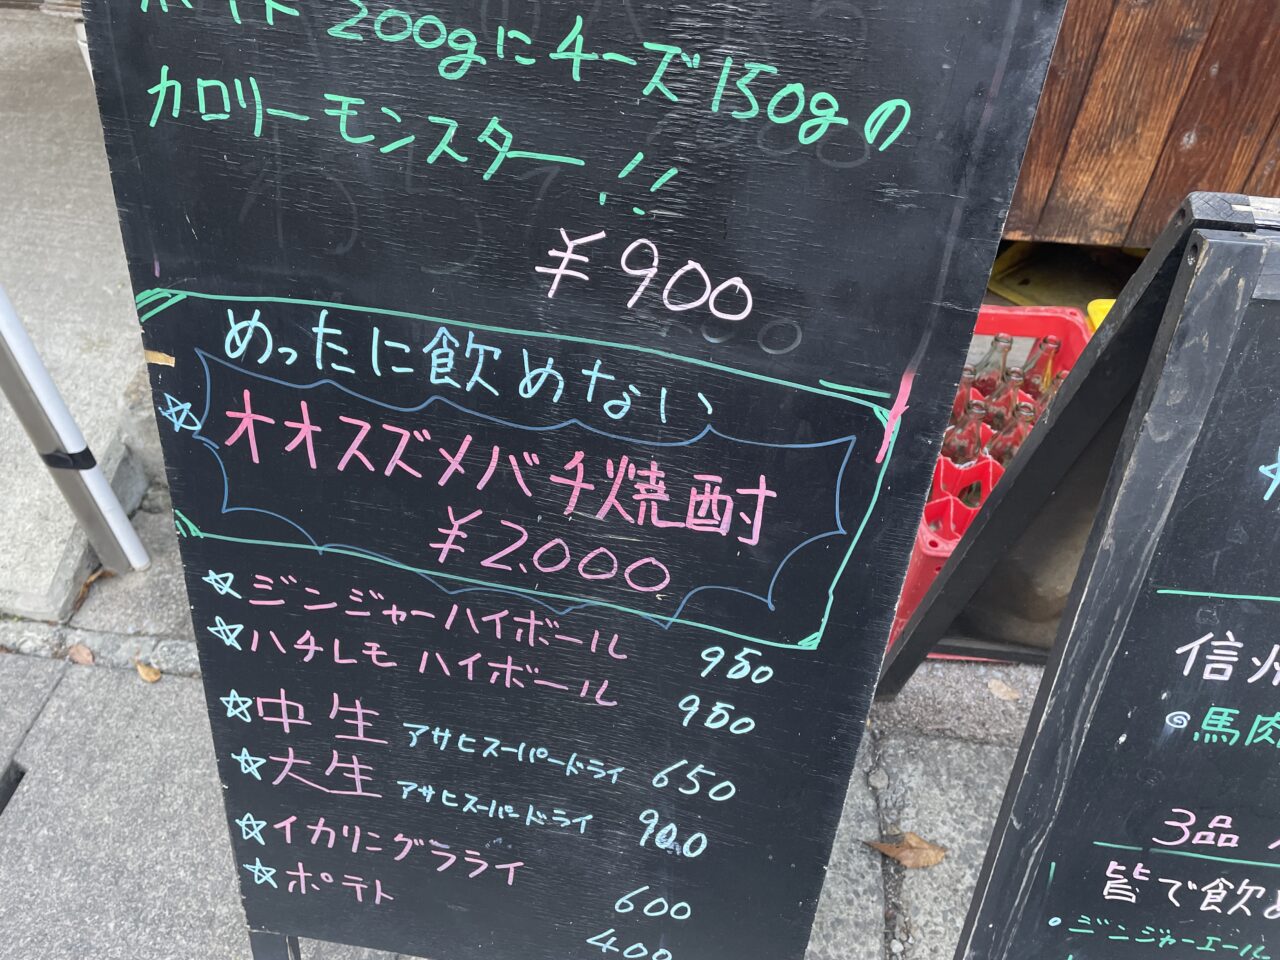 ポテト 200gにチーズ150gの
カロリーモンスター!!
¥900
めったに飲めない
☆オオスズメバチ焼酎
¥2,000
☆ジンジャーハイボール 950
☆ハチレモ ハイボール 950
☆中生 アサヒスーパードライ 650
☆大生 アサヒスーパードライ 900
☆イカリングフライ 600
☆ポテト 400
信州
馬肉
3品
皆で飲め
ジンジャーエール